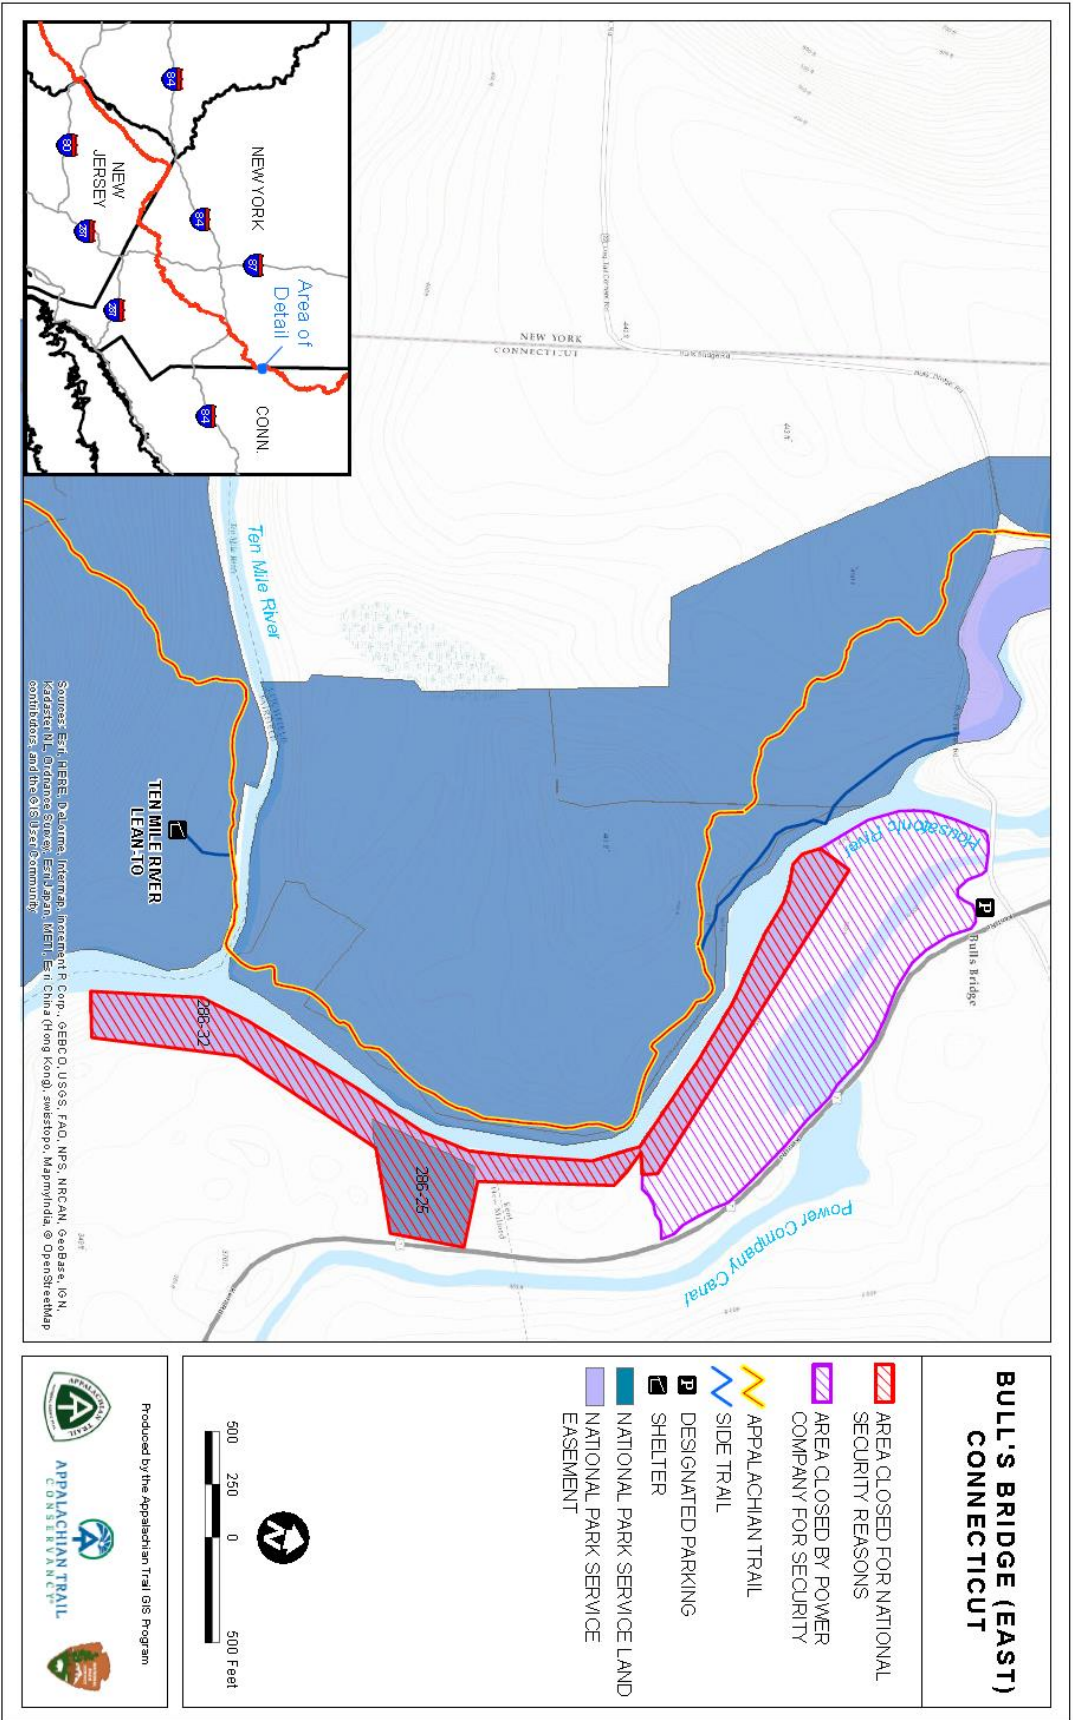 BULL'S BRIDGE (EAST)
CONNECTICUT
AREA CLOSED FOR NATIONAL
SECURITY REASONS
AREA CLOSED BY POWER
COMPANY FOR SECURITY
APPALACHIAN TRAIL
SIDE TRAIL
P DESIGNATED PARKING
SHELTER
NATIONAL PARK SERVICE LAND
NATIONAL PARK SERVICE
EASEMENT
N
500 250 0 500 Feet
Produced by the Appalachian Trail GIS Program
APPALACHIAN TRAIL
A
APPALACHIAN TRAIL
CONSERVANCY
NEW YORK
NEW
JERSEY
CONN.
Area of
Detail
84
80
84
287
87
287
84
NEW YORK
CONNECTICUT
Ten Mile River
Housatonic River
P
Bulls Bridge
Power Company Canal
TEN MILE RIVER
LEAN-TO
286-32
286-25
Kent
New Milford
Sources: Esri, HERE, DeLorme, Intermap, increment P Corp., GEBCO, USGS, FAO, NPS, NRCAN, GeoBase, IGN,
Kadaster NL, Ordnance Survey, Esri Japan, METI, Esri China (Hong Kong), swisstopo, MapmyIndia, © OpenStreetMap
contributors, and the GIS User Community